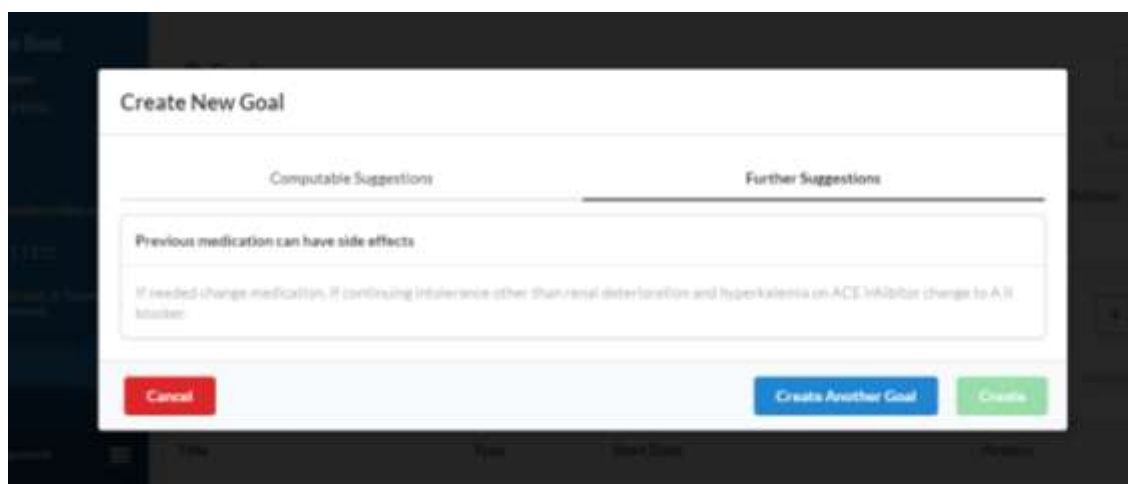 Create New Goal
Computable Suggestions
Further Suggestions
Previous medication can have side effects
If needed change medication, if continuing intolerance other than renal deterioration and hyperkalemia on ACE inhibitor change to A II
blocker
Cancel
Create Another Goal
Create
Title
Type
Start Date